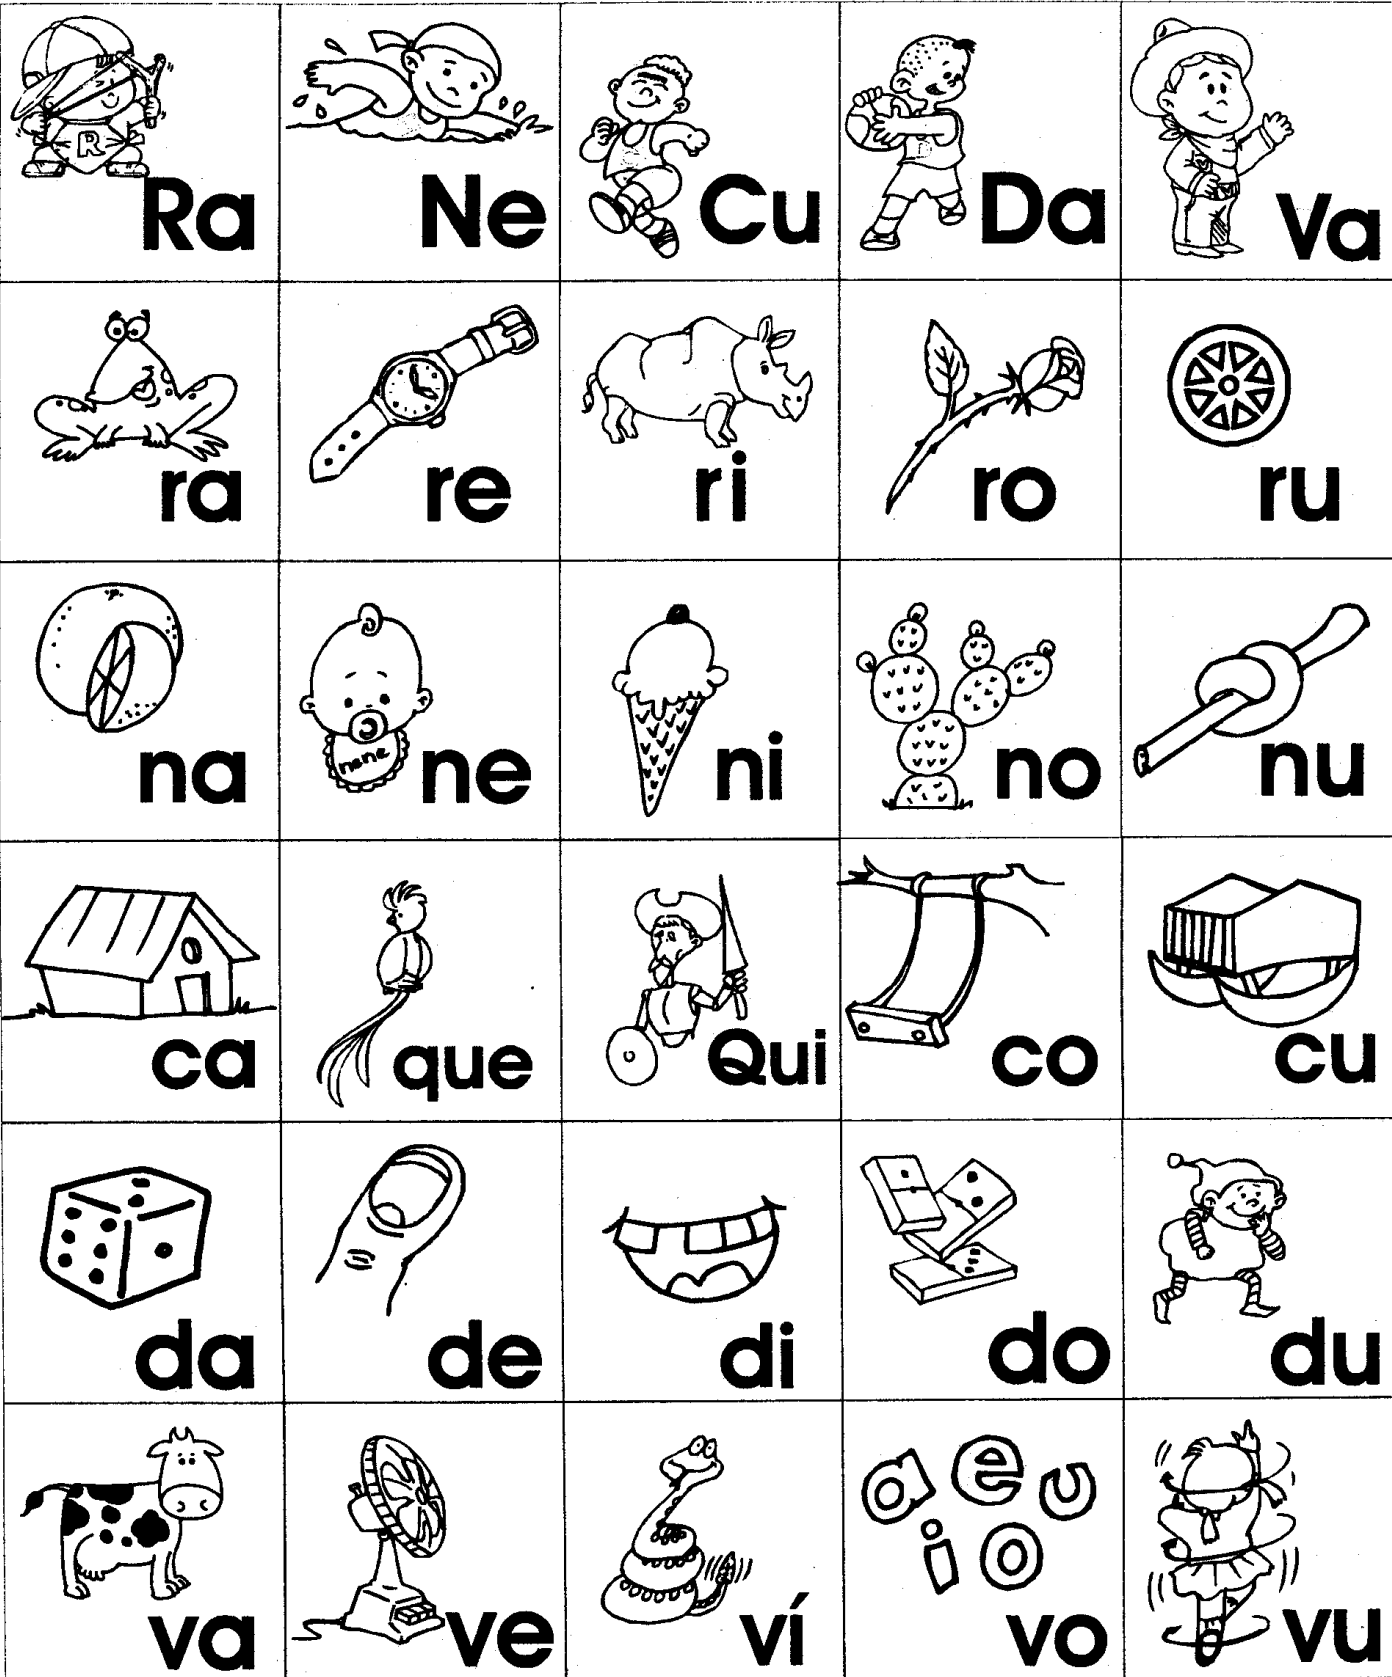 R
Ra Ne Cu Da Va
ra re ri ro ru
na
nene
ne ni no nu
ca que Qui co cu
da de di do du
a e u
i o
va ve ví vo vu